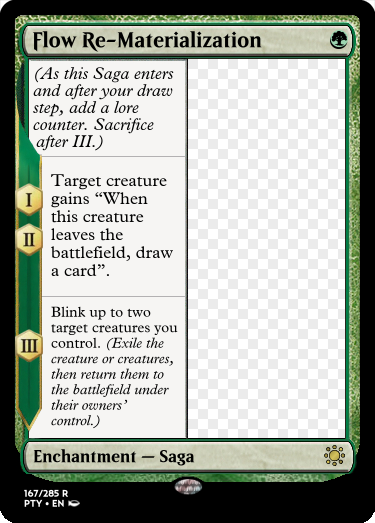 Flow Re-Materialization
(As this Saga enters
and after your draw
step, add a lore
counter. Sacrifice
after III.)
I
II
Target creature
gains “When
this creature
leaves the
battlefield, draw
a card”.
III
Blink up to two
target creatures you
control. (Exile the
creature or creatures,
then return them to
the battlefield under
their owners’
control.)
Enchantment — Saga
167/285 R
PTY • EN